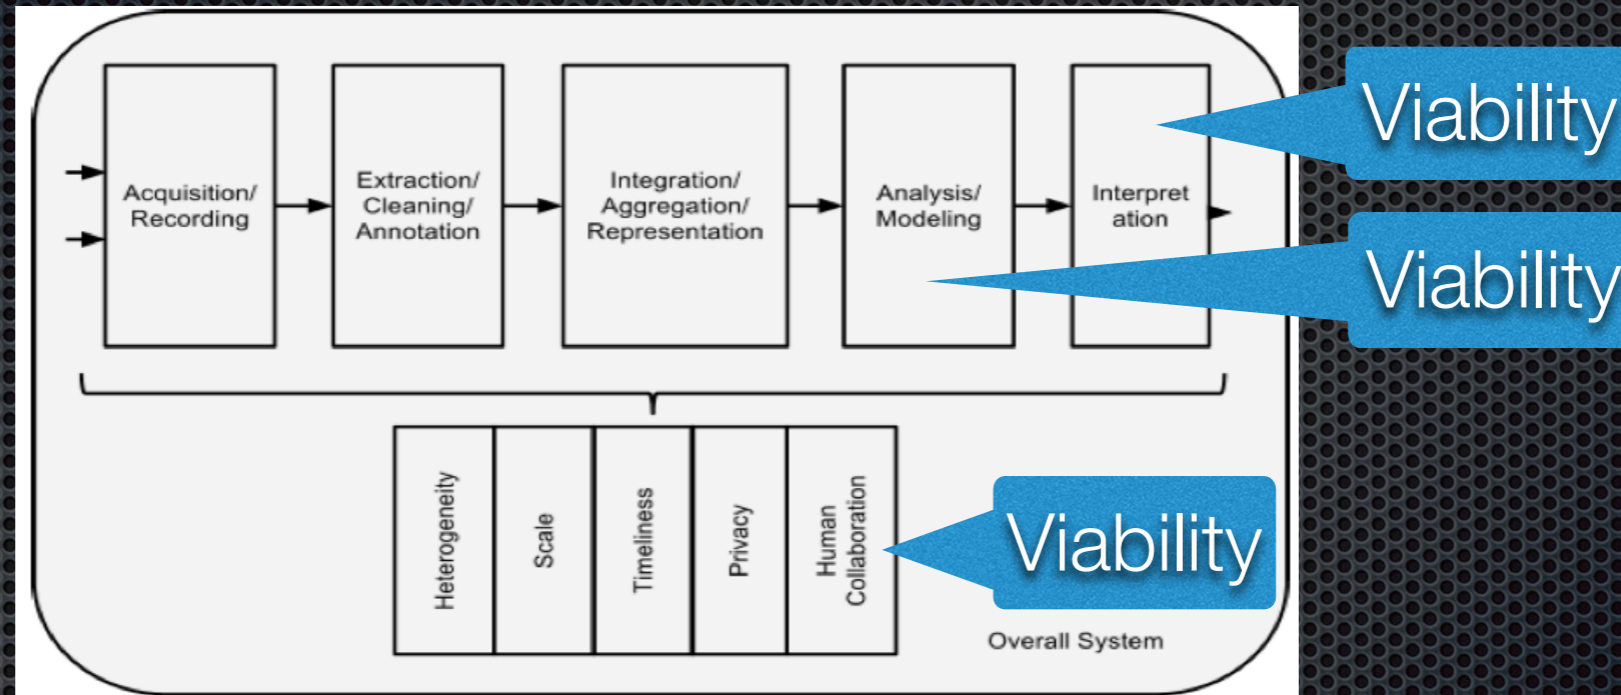 Acquisition/
Recording
Extraction/
Cleaning/
Annotation
Integration/
Aggregation/
Representation
Analysis/
Modeling
Interpret
ation
Viability
Viability
Heterogeneity
Scale
Timeliness
Privacy
Human
Collaboration
Viability
Overall System